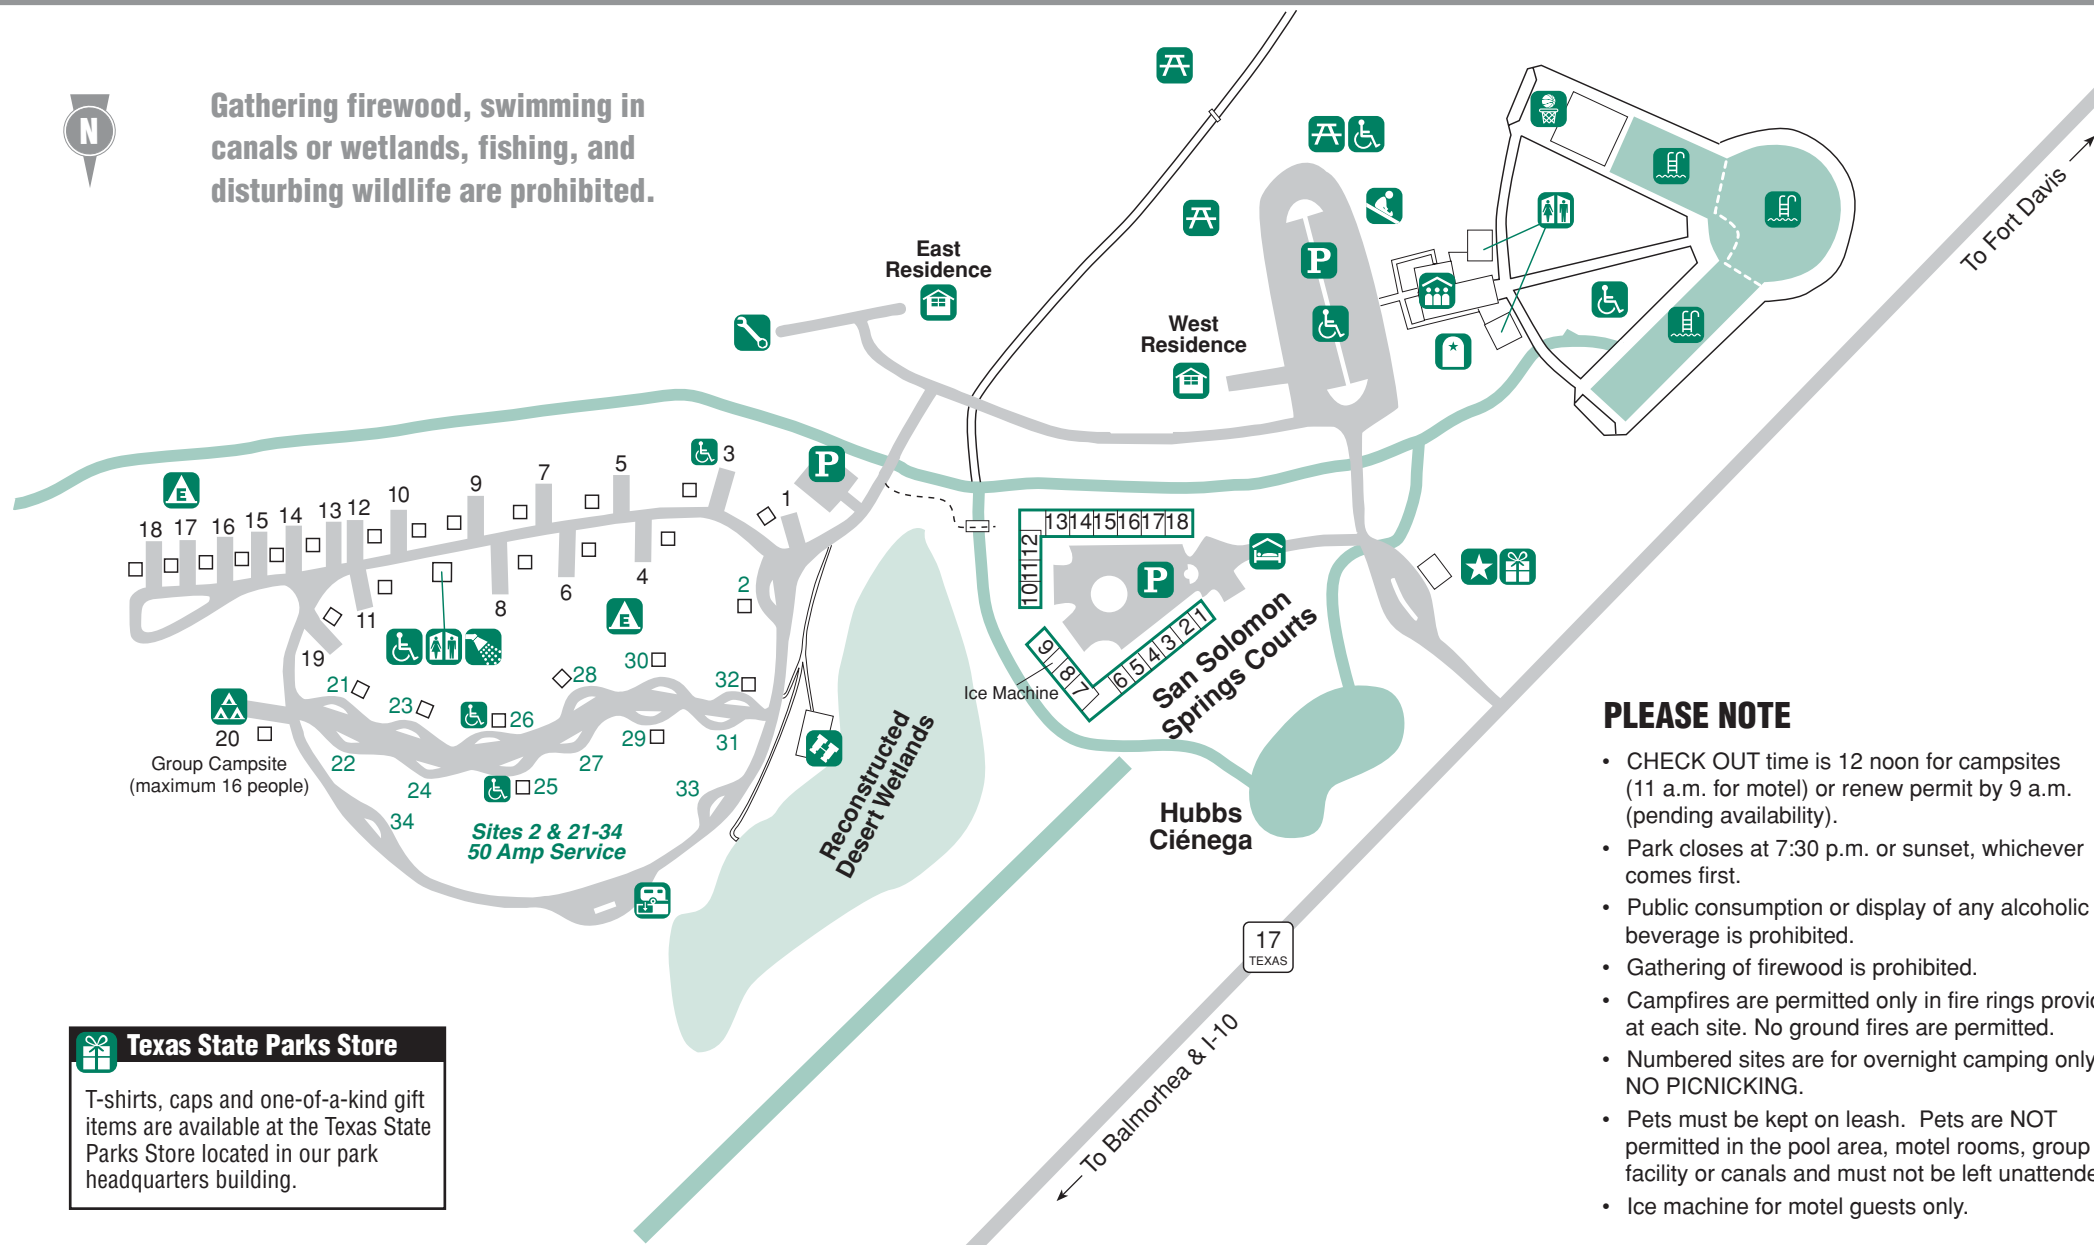 N
Gathering firewood, swimming in
canals or wetlands, fishing, and
disturbing wildlife are prohibited.
East
Residence
West
Residence
P
P
P
To Fort Davis
E
E
18
17
16
15
14
13
12
10
9
7
5
3
1
11
8
6
4
2
19
20
Group Campsite
(maximum 16 people)
21
22
23
24
25
26
27
28
29
30
31
32
33
34
Sites 2 & 21-34
50 Amp Service
13 14 15 16 17 18
12
11
10
9
8
7
6
5
4
3
2
1
Ice Machine
San Solomon
Springs Courts
Reconstructed
Desert Wetlands
Hubbs
Ciénega
17
TEXAS
To Balmorhea & I-10
Texas State Parks Store
T-shirts, caps and one-of-a-kind gift
items are available at the Texas State
Parks Store located in our park
headquarters building.
PLEASE NOTE
• CHECK OUT time is 12 noon for campsites
(11 a.m. for motel) or renew permit by 9 a.m.
(pending availability).
• Park closes at 7:30 p.m. or sunset, whichever
comes first.
• Public consumption or display of any alcoholic
beverage is prohibited.
• Gathering of firewood is prohibited.
• Campfires are permitted only in fire rings
at each site. No ground fires are permitted.
• Numbered sites are for overnight camping only
NO PICNICKING.
• Pets must be kept on leash. Pets are NOT
permitted in the pool area, motel rooms, group
facility or canals and must not be left
• Ice machine for motel guests only.